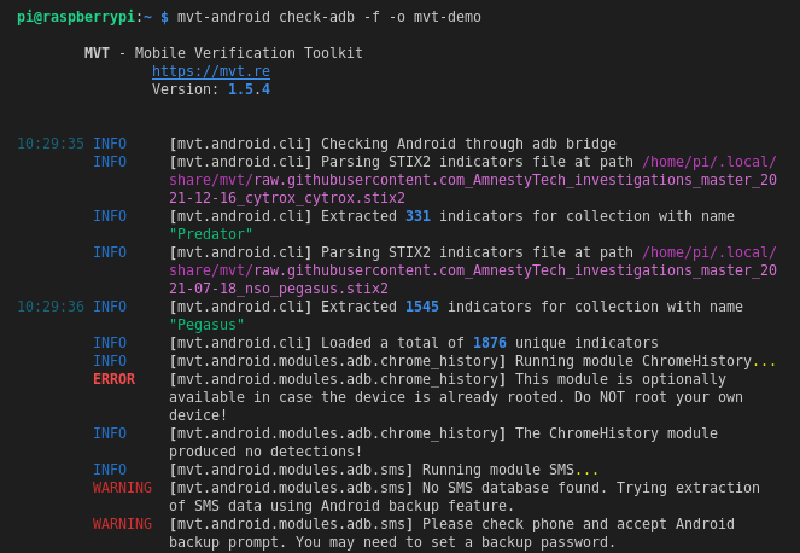 pi@raspberrypi:~ $ mvt-android check-adb -f -o mvt-demo
MVT - Mobile Verification Toolkit
https://mvt.re
Version: 1.5.4
10:29:35 INFO [mvt.android.cli] Checking Android through adb bridge
INFO [mvt.android.cli] Parsing STIX2 indicators file at path /home/pi/.local/
share/mvt/raw.githubusercontent.com_AmnestyTech_investigations_master_20
21-12-16_cytrox_cytrox.stix2
INFO [mvt.android.cli] Extracted 331 indicators for collection with name
"Predator"
INFO [mvt.android.cli] Parsing STIX2 indicators file at path /home/pi/.local/
share/mvt/raw.githubusercontent.com_AmnestyTech_investigations_master_20
21-07-18_nso_pegasus.stix2
10:29:36 INFO [mvt.android.cli] Extracted 1545 indicators for collection with name
"Pegasus"
INFO [mvt.android.cli] Loaded a total of 1876 unique indicators
INFO [mvt.android.modules.adb.chrome_history] Running module ChromeHistory...
ERROR [mvt.android.modules.adb.chrome_history] This module is optionally
available in case the device is already rooted. Do NOT root your own
device!
INFO [mvt.android.modules.adb.chrome_history] The ChromeHistory module
produced no detections!
INFO [mvt.android.modules.adb.sms] Running module SMS...
WARNING [mvt.android.modules.adb.sms] No SMS database found. Trying extraction
of SMS data using Android backup feature.
WARNING [mvt.android.modules.adb.sms] Please check phone and accept Android
backup prompt. You may need to set a backup password.